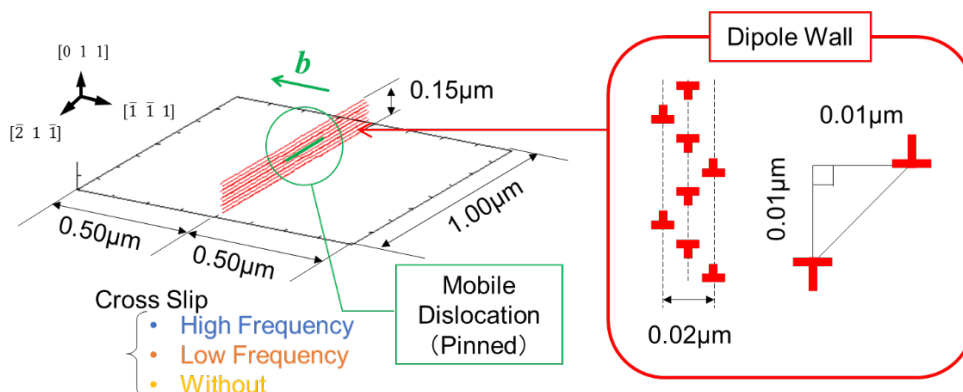 [0 1 1]
[1̅ 1̅ 1]
[2̅ 1 1̅]
b
0.15μm
0.50μm
0.50μm
1.00μm
Cross Slip
• High Frequency
• Low Frequency
• Without
Mobile
Dislocation
(Pinned)
Dipole Wall
0.02μm
0.01μm
0.01μm